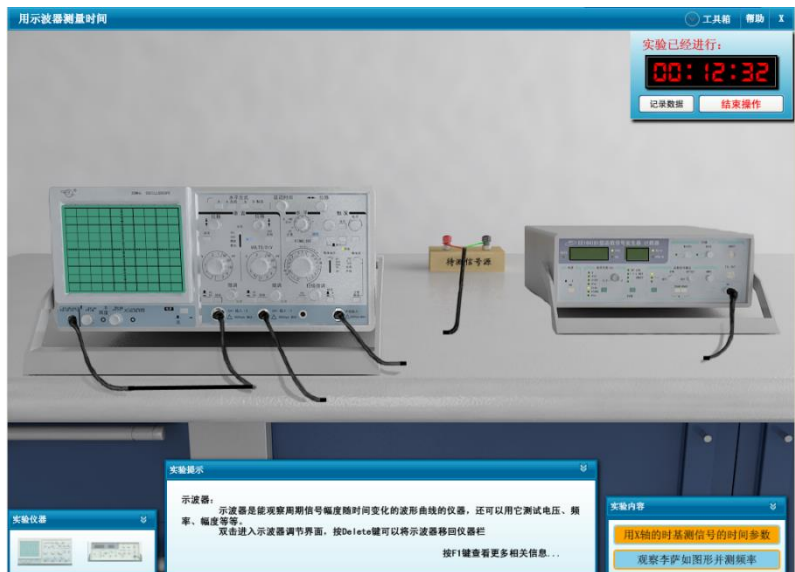 用示波器测量时间
工具箱 帮助 X
实验已经进行:
00:12:32
记录数据 结束操作
待测信号源
实验提示
示波器:
示波器是能观察周期信号幅度随时间变化的波形曲线的仪器,还可以用它测试电压、频
率、幅度等等。
双击进入示波器调节界面,按Delete键可以将示波器移回仪器栏
按F1键查看更多相关信息...
实验仪器
实验内容
用X轴的时基测信号的时间参数
观察李萨如图形并测频率